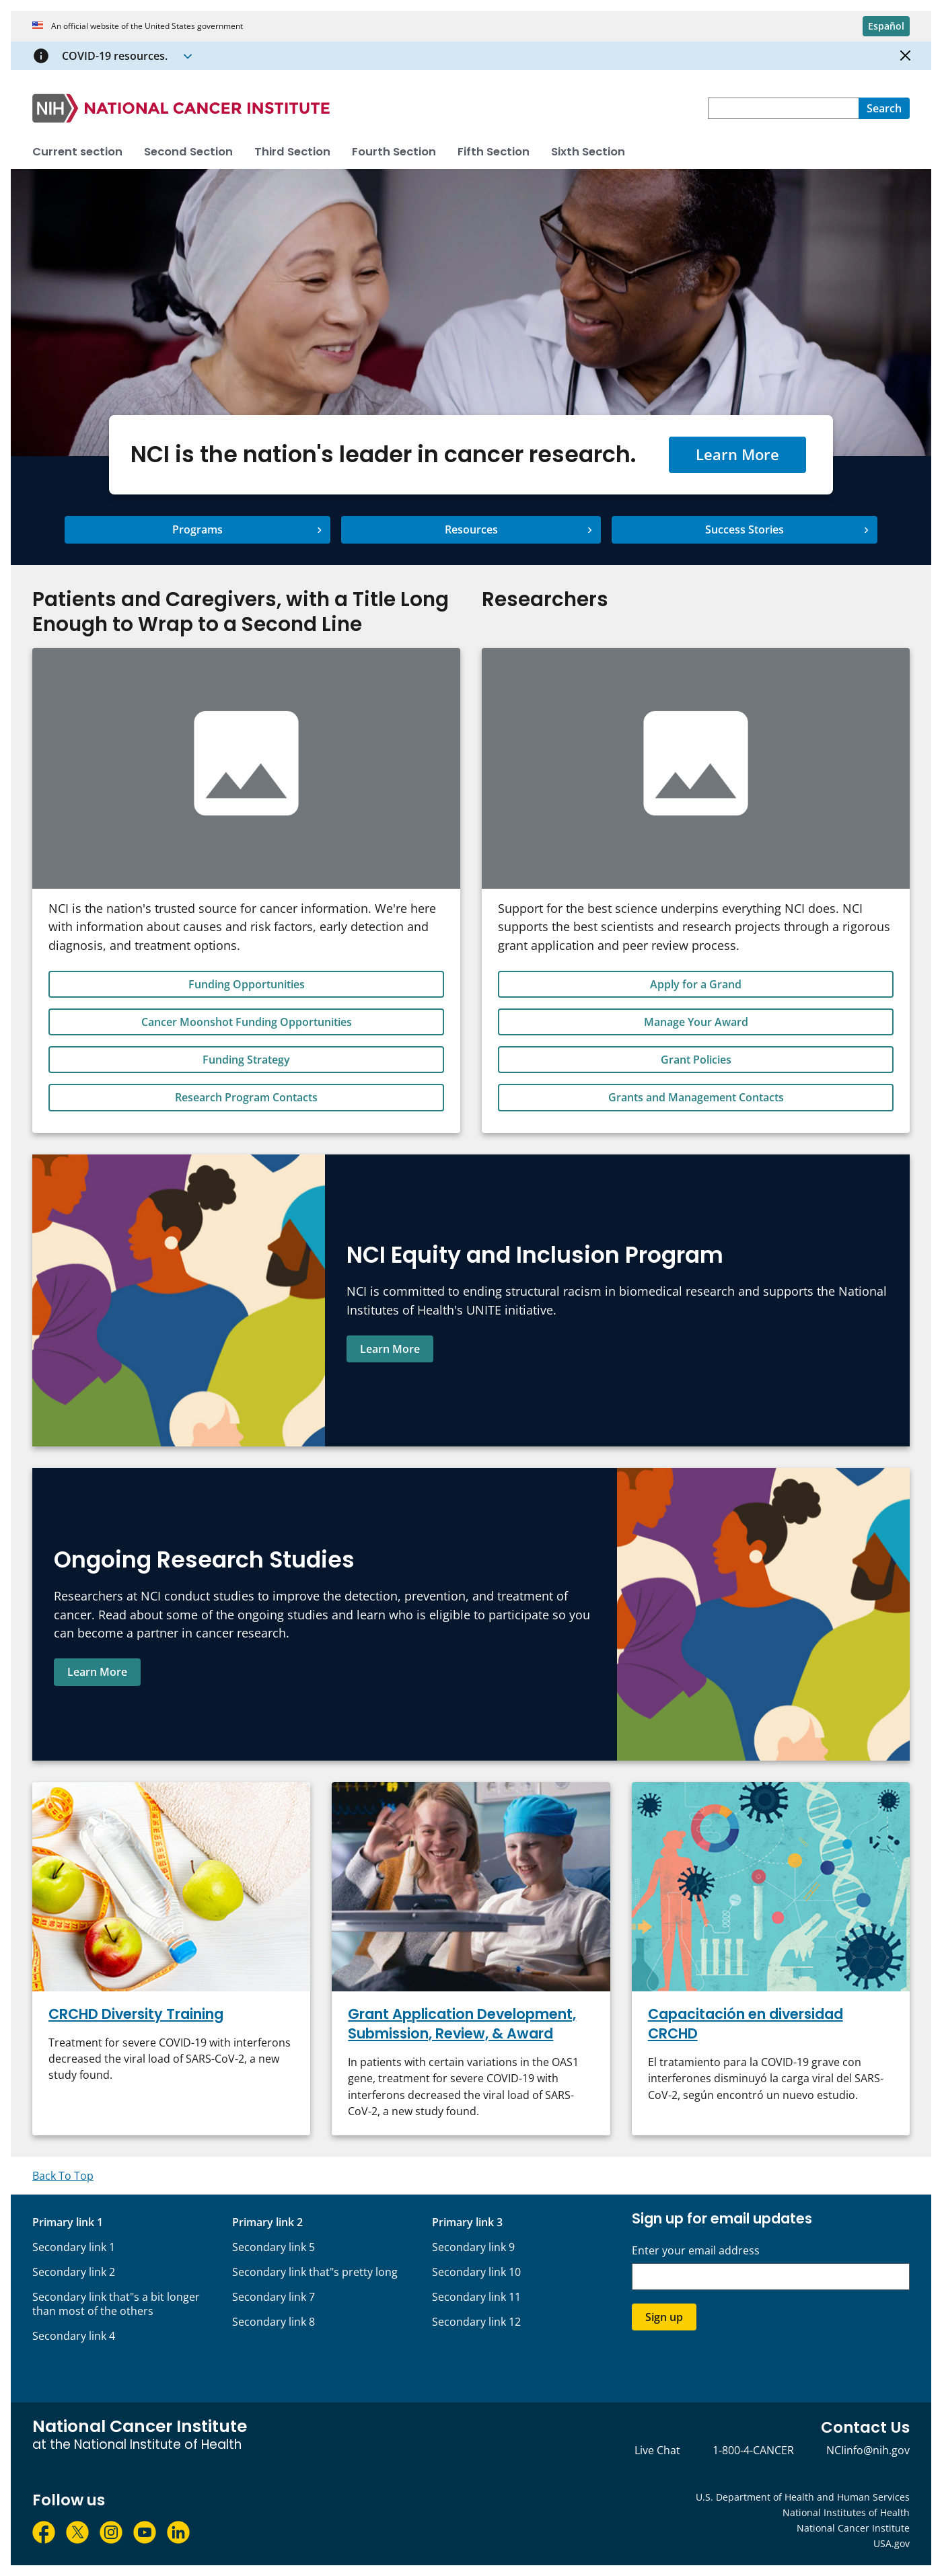 An official website of the United States government
Español
COVID-19 resources.
NIH NATIONAL CANCER INSTITUTE
Search
Current section Second Section Third Section Fourth Section Fifth Section Sixth Section
NCI is the nation's leader in cancer research.
Learn More
Programs
Resources
Success Stories
Patients and Caregivers, with a Title Long
Enough to Wrap to a Second Line
NCI is the nation's trusted source for cancer information. We're here
with information about causes and risk factors, early detection and
diagnosis, and treatment options.
Funding Opportunities
Cancer Moonshot Funding Opportunities
Funding Strategy
Research Program Contacts
Researchers
Support for the best science underpins everything NCI does. NCI
supports the best scientists and research projects through a rigorous
grant application and peer review process.
Apply for a Grand
Manage Your Award
Grant Policies
Grants and Management Contacts
NCI Equity and Inclusion Program
NCI is committed to ending structural racism in biomedical research and supports the National
Institutes of Health's UNITE initiative.
Learn More
Ongoing Research Studies
Researchers at NCI conduct studies to improve the detection, prevention, and treatment of
cancer. Read about some of the ongoing studies and learn who is eligible to participate so you
can become a partner in cancer research.
Learn More
CRCHD Diversity Training
Treatment for severe COVID-19 with interferons
decreased the viral load of SARS-CoV-2, a new
study found.
Grant Application Development,
Submission, Review, & Award
In patients with certain variations in the OAS1
gene, treatment for severe COVID-19 with
interferons decreased the viral load of SARS-
CoV-2, a new study found.
Capacitación en diversidad
CRCHD
El tratamiento para la COVID-19 grave con
interferones disminuyó la carga viral del SARS-
CoV-2, según encontró un nuevo estudio.
Back To Top
Primary link 1
Secondary link 1
Secondary link 2
Secondary link that"s a bit longer
than most of the others
Secondary link 4
Primary link 2
Secondary link 5
Secondary link that"s pretty long
Secondary link 7
Secondary link 8
Primary link 3
Secondary link 9
Secondary link 10
Secondary link 11
Secondary link 12
Sign up for email updates
Enter your email address
Sign up
National Cancer Institute
at the National Institute of Health
Contact Us
Live Chat 1-800-4-CANCER NCIinfo@nih.gov
Follow us
U.S. Department of Health and Human Services
National Institutes of Health
National Cancer Institute
USA.gov